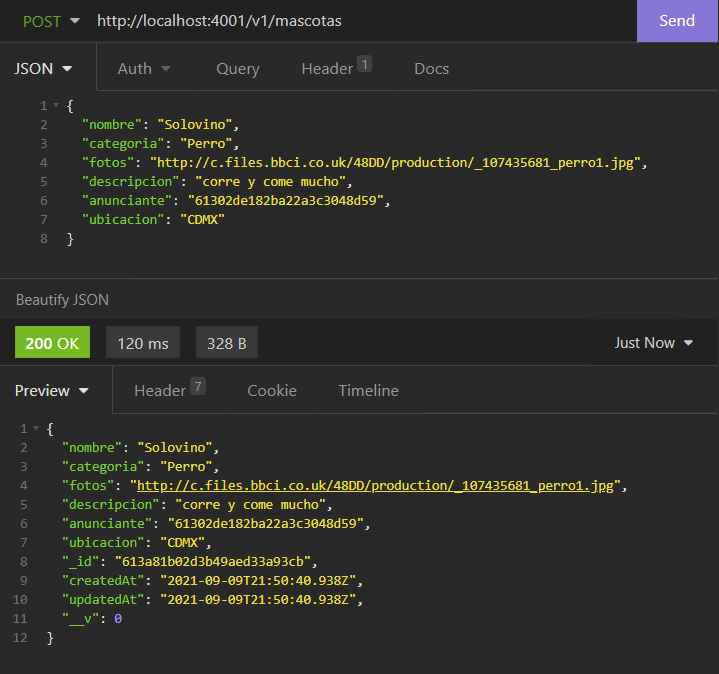 POST http://localhost:4001/v1/mascotas Send
JSON Auth Query Header 1 Docs
1 {
2 "nombre": "Solovino",
3 "categoria": "Perro",
4 "fotos": "http://c.files.bbci.co.uk/48DD/production/_107435681_perro1.jpg",
5 "descripcion": "corre y come mucho",
6 "anunciante": "61302de182ba22a3c3048d59",
7 "ubicacion": "CDMX"
8 }
Beautify JSON
200 OK 120 ms 328 B Just Now
Preview Header 7 Cookie Timeline
1 {
2 "nombre": "Solovino",
3 "categoria": "Perro",
4 "fotos": "http://c.files.bbci.co.uk/48DD/production/_107435681_perro1.jpg",
5 "descripcion": "corre y come mucho",
6 "anunciante": "61302de182ba22a3c3048d59",
7 "ubicacion": "CDMX",
8 "_id": "613a81b02d3b49aed33a93cb",
9 "createdAt": "2021-09-09T21:50:40.938Z",
10 "updatedAt": "2021-09-09T21:50:40.938Z",
11 "__v": 0
12 }